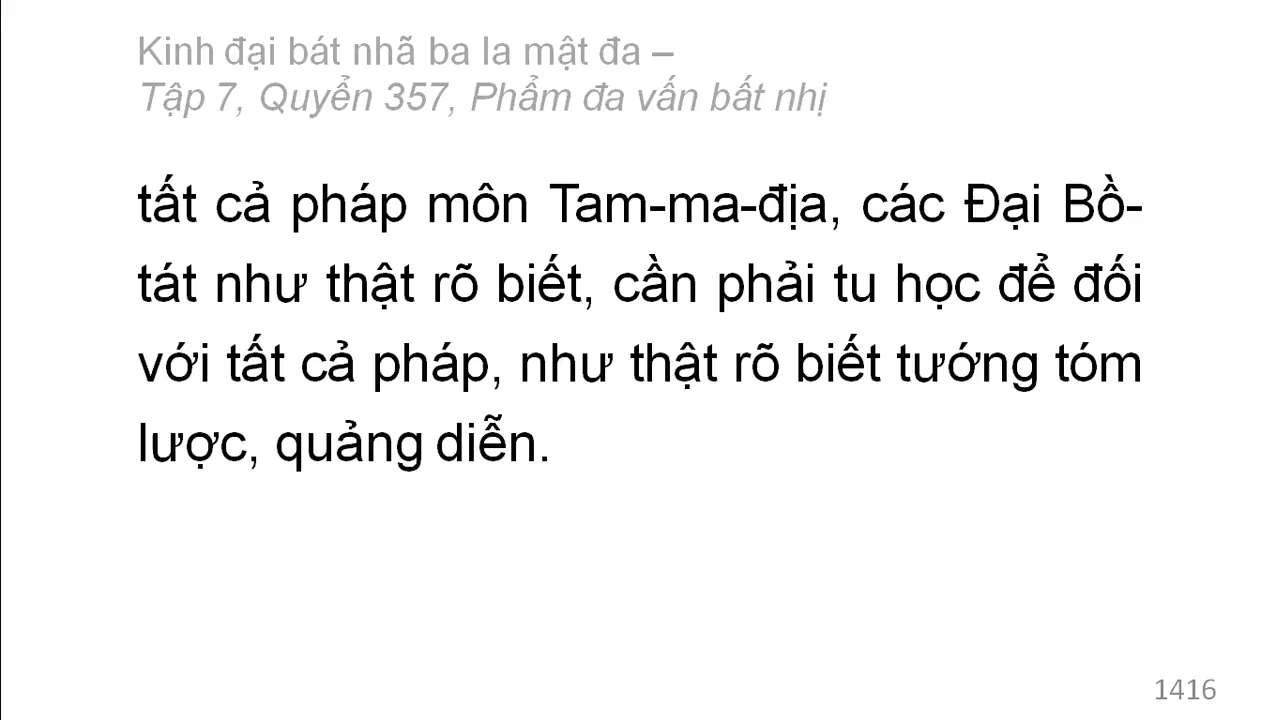 Kinh đại bát nhã ba la mật đa –
Tập 7, Quyển 357, Phẩm đa vấn bất nhị
tất cả pháp môn Tam-ma-địa, các Đại Bồ-
tát như thật rõ biết, cần phải tu học để đối
với tất cả pháp, như thật rõ biết tướng tóm
lược, quảng diễn.
1416